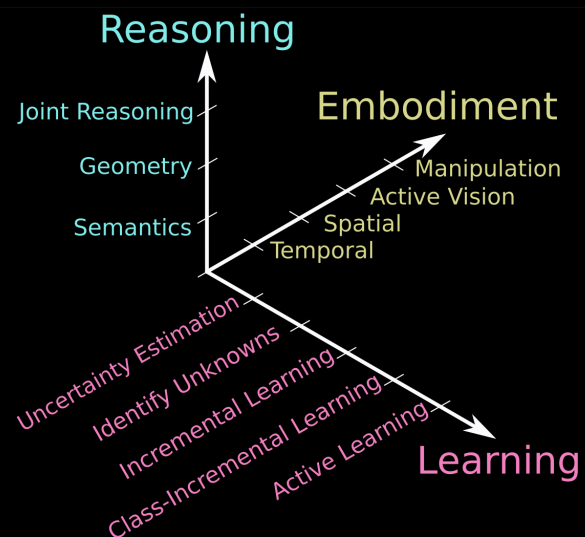 Reasoning
Joint Reasoning
Geometry
Semantics
Embodiment
Manipulation
Active Vision
Spatial
Temporal
Uncertainty Estimation
Identify Unknowns
Incremental Learning
Class-Incremental Learning
Active Learning
Learning